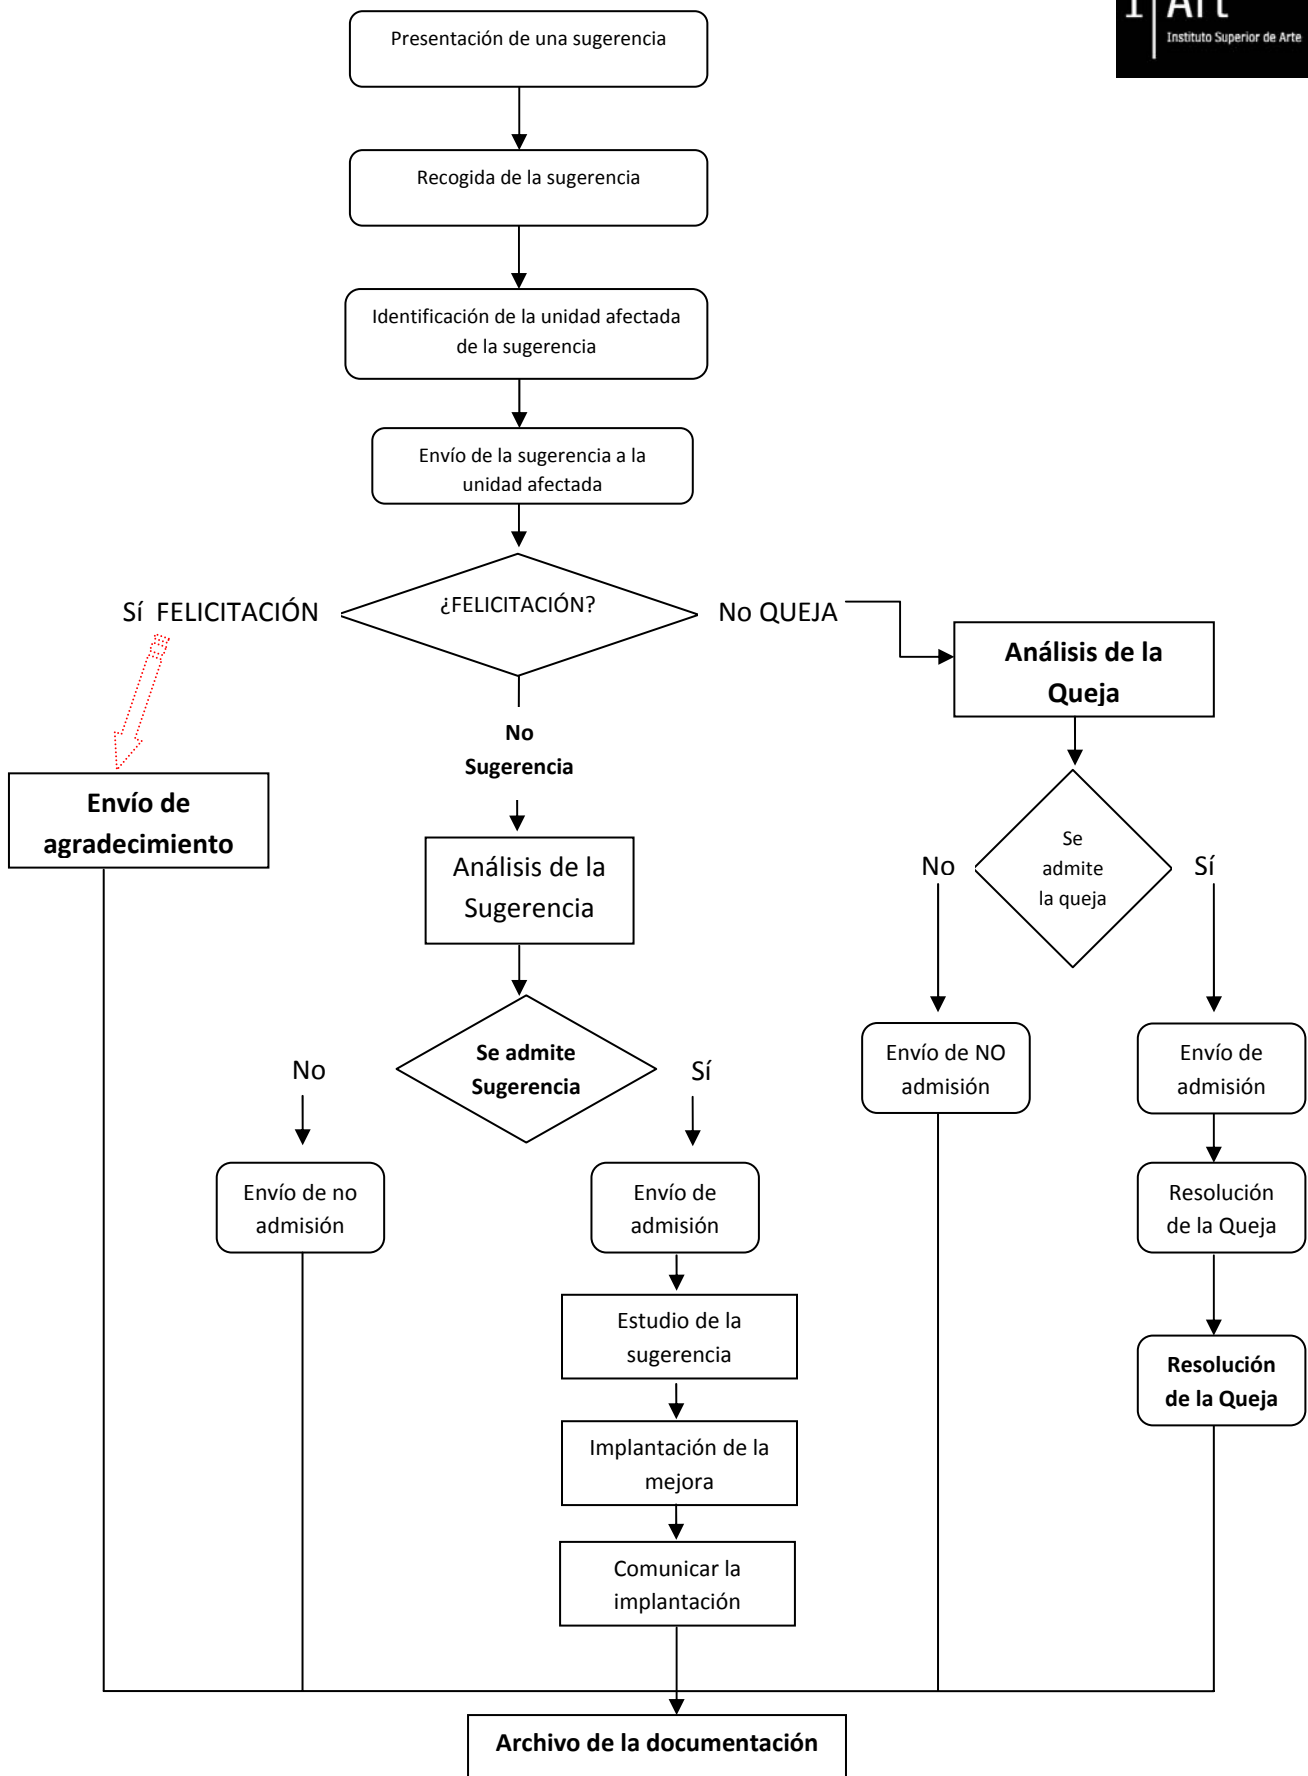 1 Art
Instituto Superior de Arte
Presentación de una sugerencia
Recogida de la sugerencia
Identificación de la unidad afectada
de la sugerencia
Envío de la sugerencia a la
unidad afectada
Sí FELICITACIÓN
¿FELICITACIÓN?
No QUEJA
Análisis de la
Queja
No
Sugerencia
Envío de
agradecimiento
Análisis de la
Sugerencia
No
Se
admite
la queja
Sí
No
Se admite
Sugerencia
Sí
Envío de NO
admisión
Envío de
admisión
Envío de no
admisión
Envío de
admisión
Resolución
de la Queja
Estudio de la
sugerencia
Resolución
de la Queja
Implantación de la
mejora
Comunicar la
implantación
Archivo de la documentación